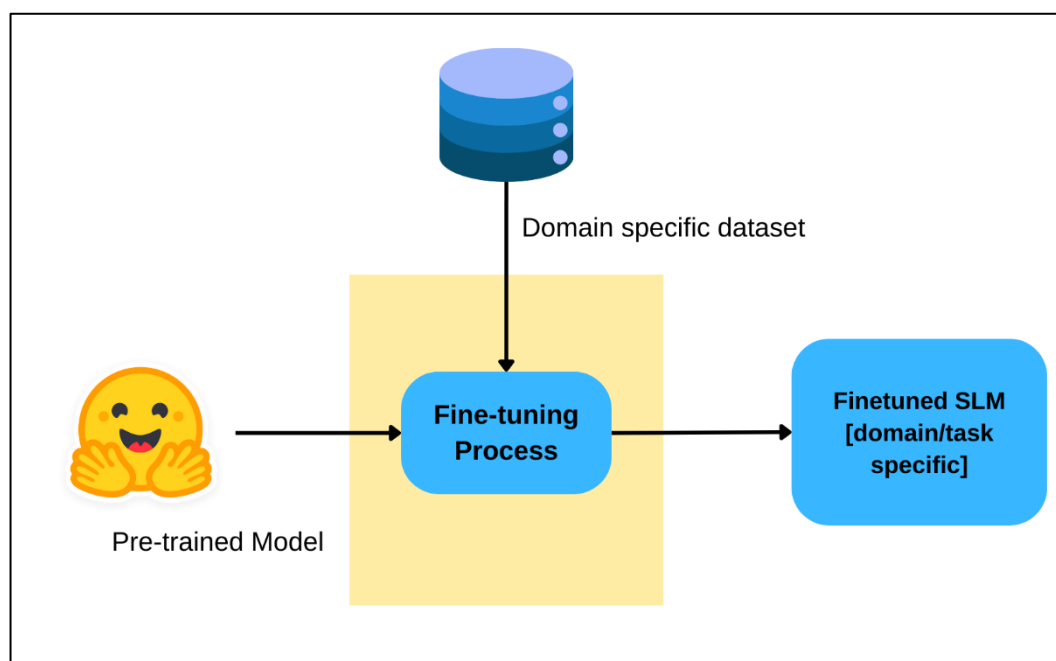 Domain specific dataset
Fine-tuning
Process
Finetuned SLM
[domain/task
specific]
Pre-trained Model